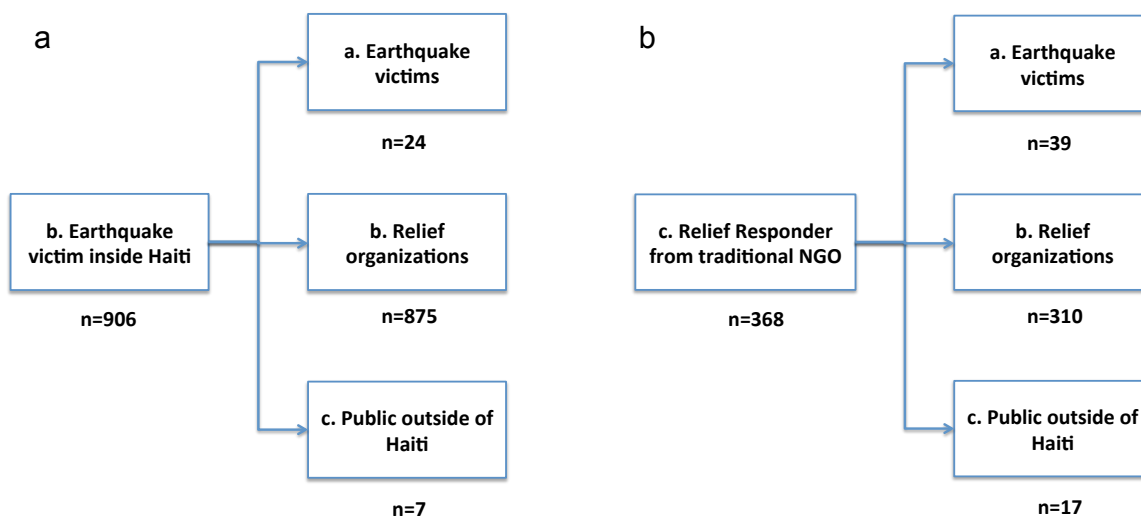 a
a. Earthquake
victims
n=24
b. Earthquake
victim inside Haiti
n=906
b. Relief
organizations
n=875
c. Public outside of
Haiti
n=7
b
a. Earthquake
victims
n=39
c. Relief Responder
from traditional NGO
n=368
b. Relief
organizations
n=310
c. Public outside of
Haiti
n=17